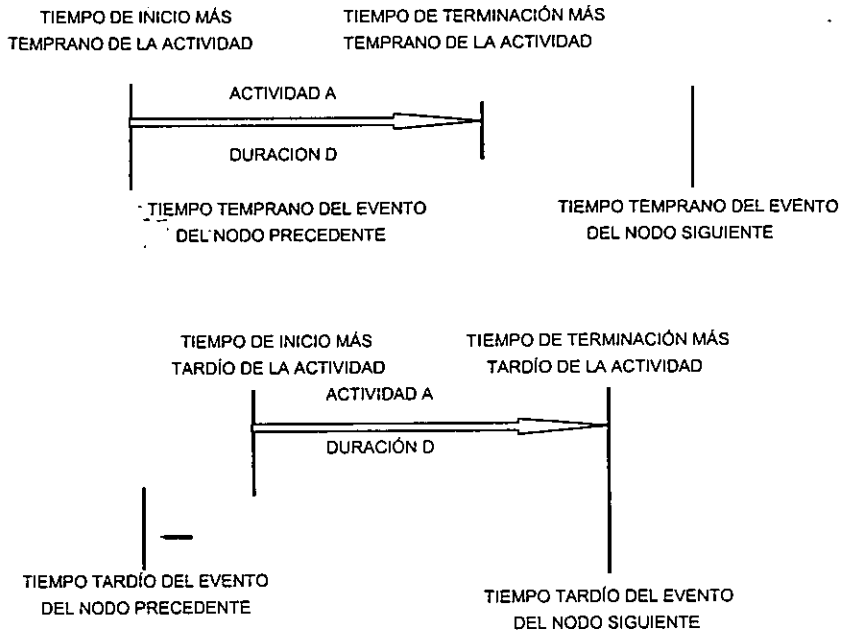 TIEMPO DE INICIO MÁS
TEMPRANO DE LA ACTIVIDAD
TIEMPO DE TERMINACIÓN MÁS
TEMPRANO DE LA ACTIVIDAD
ACTIVIDAD A
DURACION D
TIEMPO TEMPRANO DEL EVENTO
DEL NODO PRECEDENTE
TIEMPO TEMPRANO DEL EVENTO
DEL NODO SIGUIENTE
TIEMPO DE INICIO MÁS
TARDÍO DE LA ACTIVIDAD
TIEMPO DE TERMINACIÓN MÁS
TARDÍO DE LA ACTIVIDAD
ACTIVIDAD A
DURACIÓN D
TIEMPO TARDÍO DEL EVENTO
DEL NODO PRECEDENTE
TIEMPO TARDÍO DEL EVENTO
DEL NODO SIGUIENTE